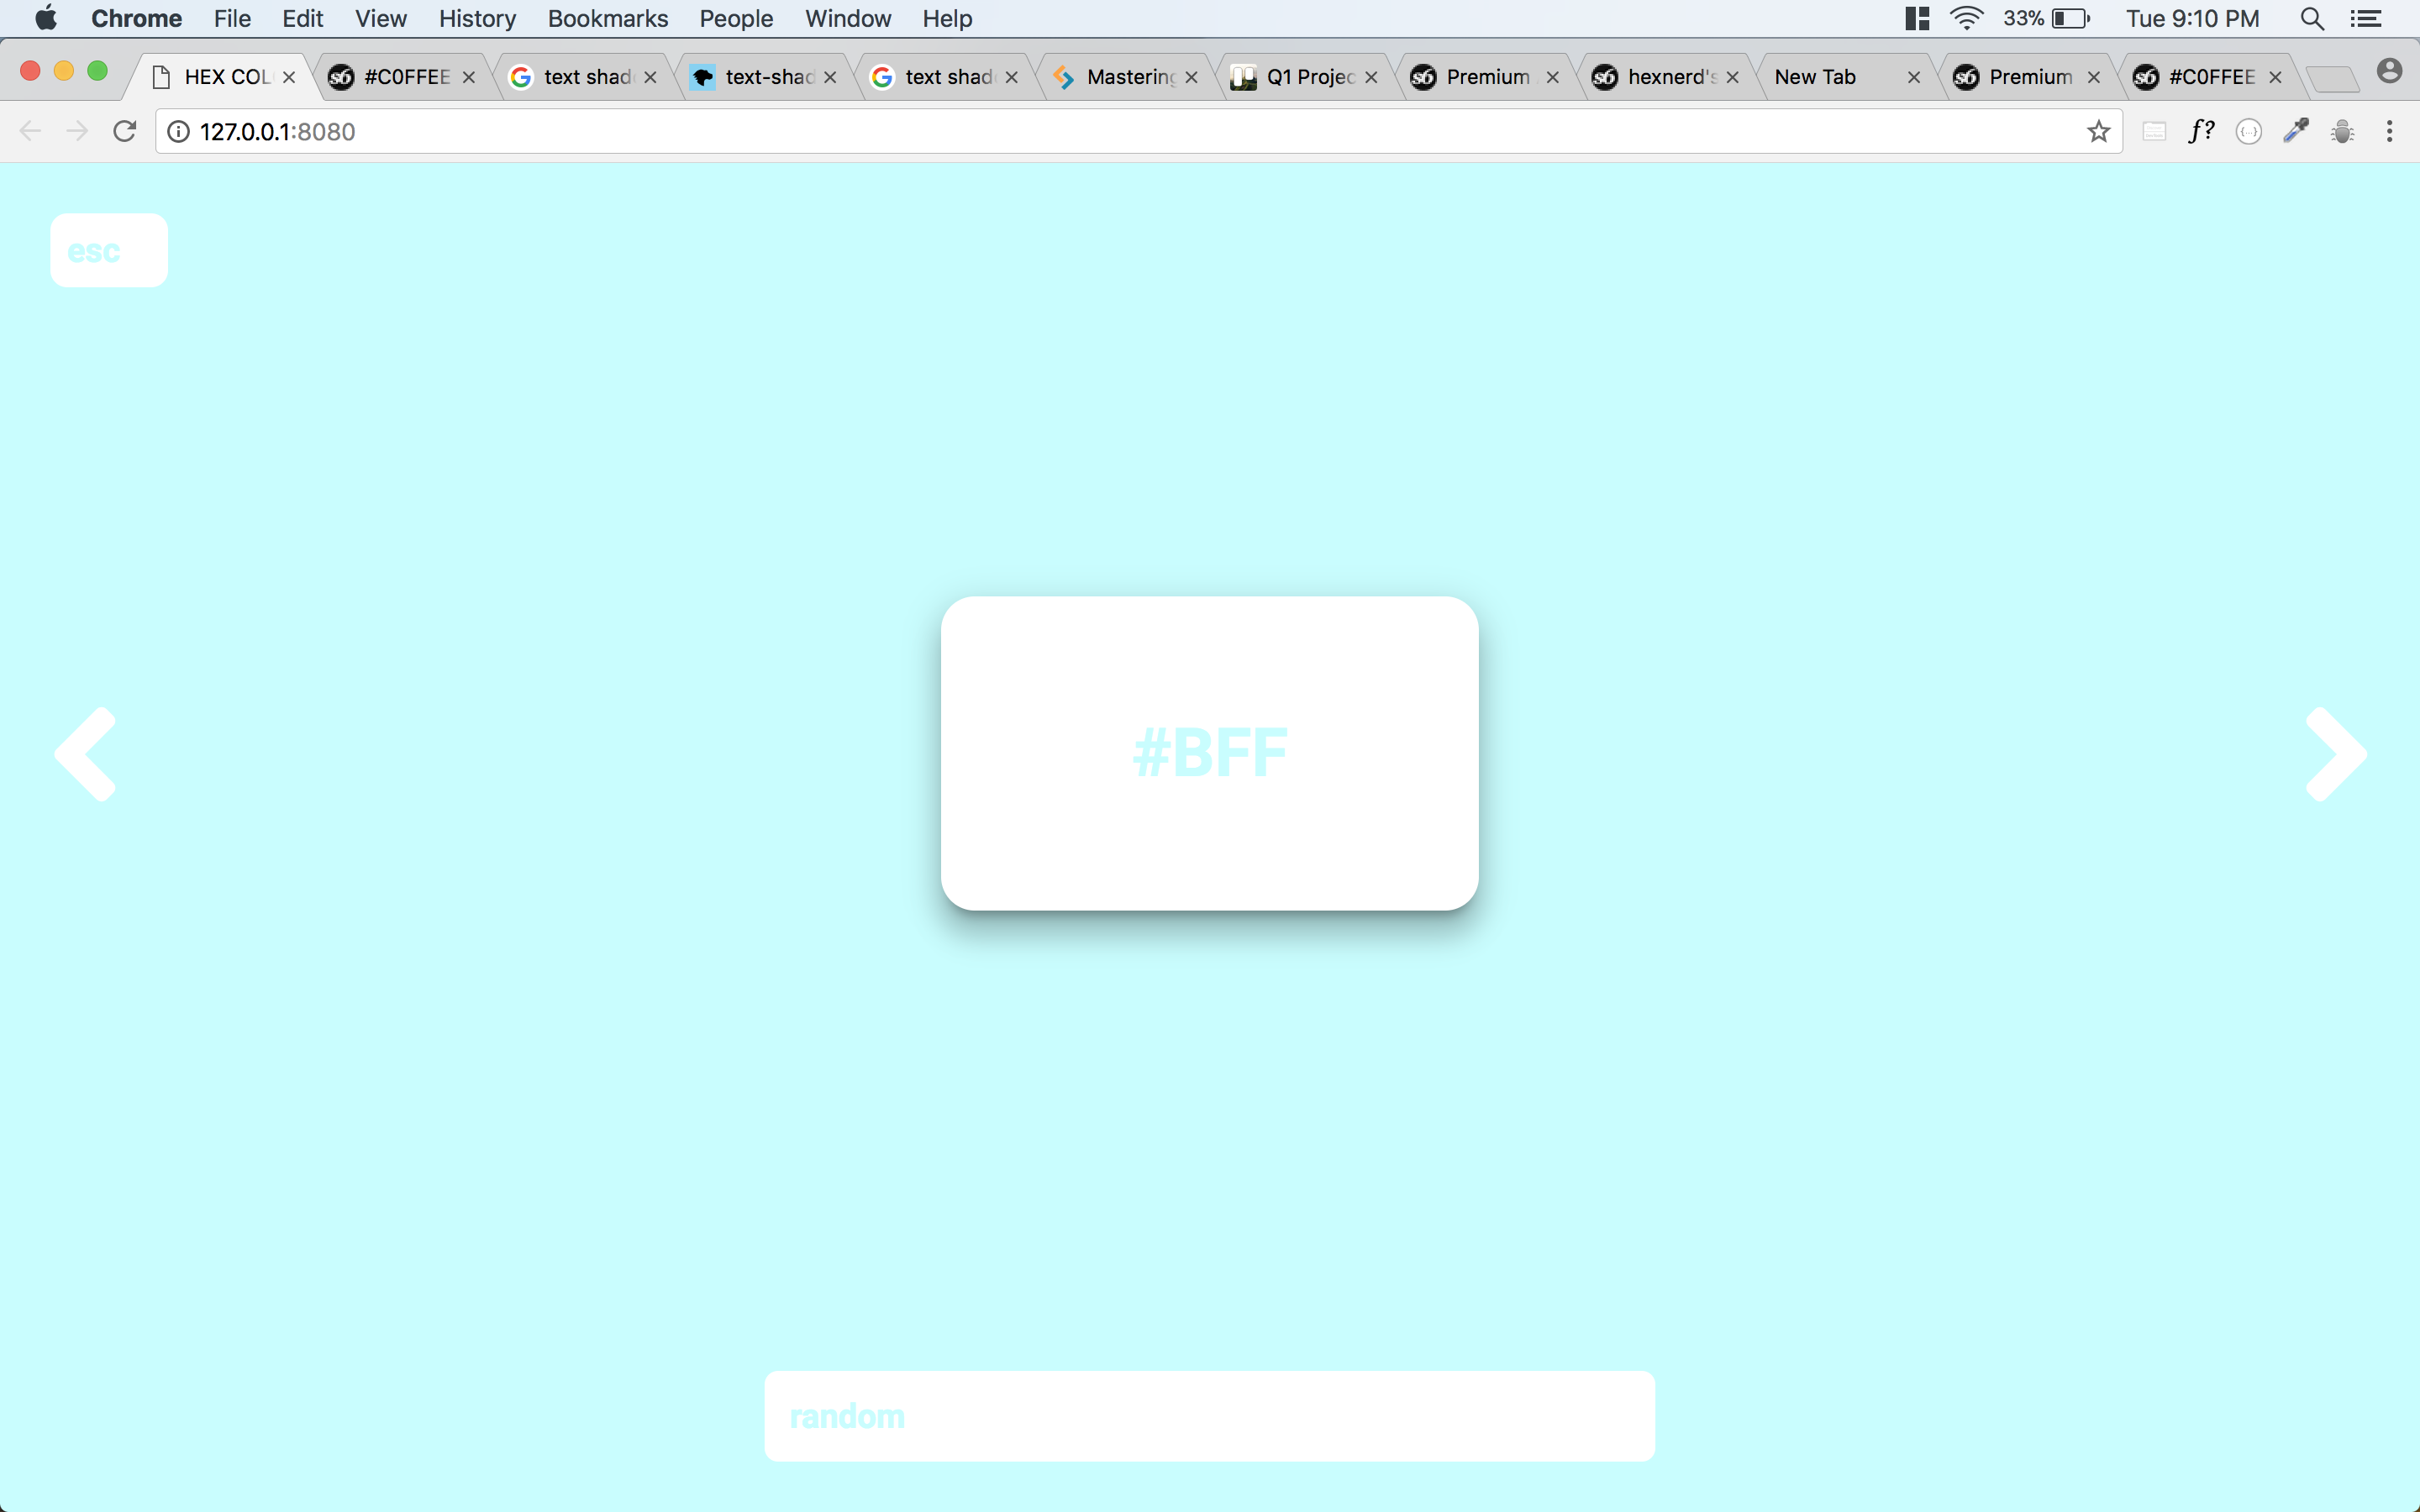 Chrome File Edit View History Bookmarks People Window Help 33% Tue 9:10 PM
HEX COL #C0FFEE text shad text-shad text shad Mastering Q1 Projec Premium hexnerd's New Tab Premium #C0FFEE
127.0.0.1:8080 f?
esc
#BFF
random